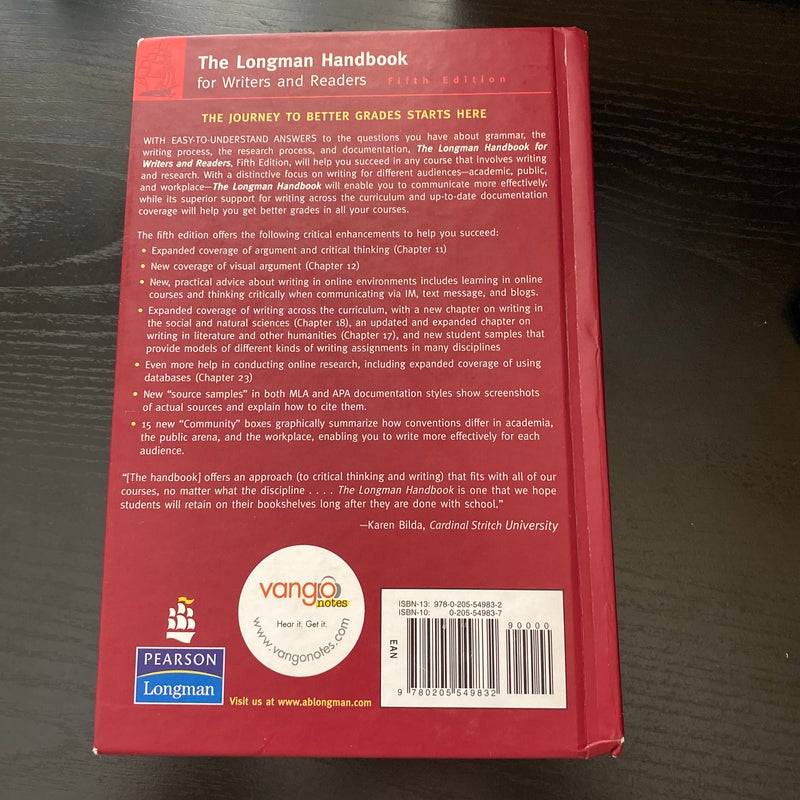 The Longman Handbook
for Writers and Readers Fifth Edition
THE JOURNEY TO BETTER GRADES STARTS HERE
WITH EASY-TO-UNDERSTAND ANSWERS to the questions you have about grammar, the
writing process, the research process, and documentation, The Longman Handbook for
Writers and Readers, Fifth Edition, will help you succeed in any course that involves writing
and research. With a distinctive focus on writing for different audiences—academic, public,
and workplace—The Longman Handbook will enable you to communicate more effectively,
while its superior support for writing across the curriculum and up-to-date documentation
coverage will help you get better grades in all your courses.
The fifth edition offers the following critical enhancements to help you succeed:
• Expanded coverage of argument and critical thinking (Chapter 11)
• New coverage of visual argument (Chapter 12)
• New, practical advice about writing in online environments includes learning in online
courses and thinking critically when communicating via IM, text message, and blogs.
• Expanded coverage of writing across the curriculum, with a new chapter on writing in
the social and natural sciences (Chapter 18), an updated and expanded chapter on
writing in literature and other humanities (Chapter 17), and new student samples that
provide models of different kinds of writing assignments in many disciplines
• Even more help in conducting online research, including expanded coverage of using
databases (Chapter 23)
• New “source samples” in both MLA and APA documentation styles show screenshots
of actual sources and explain how to cite them.
• 15 new “Community” boxes graphically summarize how conventions differ in academia,
the public arena, and the workplace, enabling you to write more effectively for each
audience.
“[The handbook] offers an approach (to critical thinking and writing) that fits with all of our
courses, no matter what the discipline . . . . The Longman Handbook is one that we hope
students will retain on their bookshelves long after they are done with school.”
—Karen Bilda, Cardinal Stritch University
vango
notes
Hear it. Get it.
www.vangonotes.com
PEARSON
Longman
Visit us at www.ablongman.com
ISBN-13: 978-0-205-54983-2
ISBN-10: 0-205-54983-7
90000
EAN
9 780205 549832